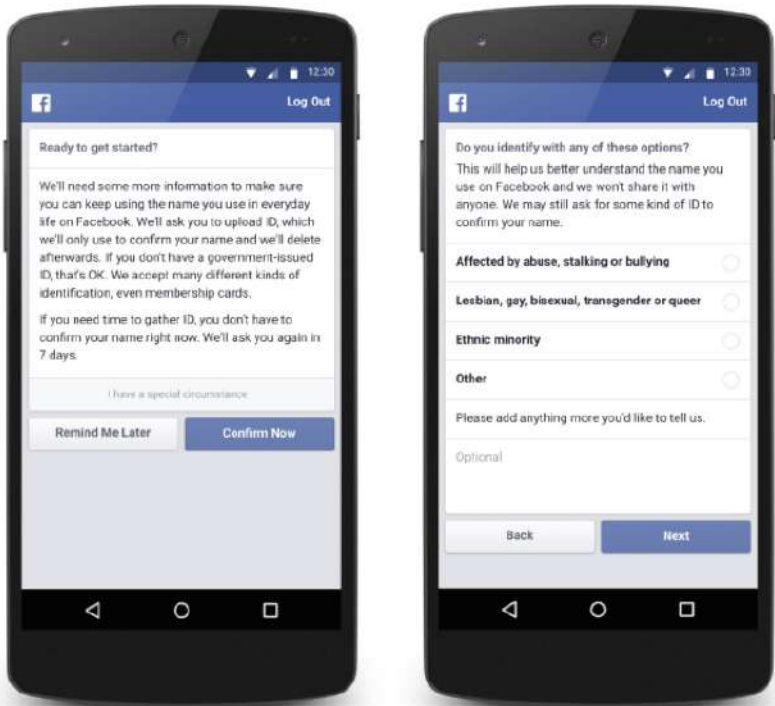 12:30
f
Log Out
Ready to get started?
We'll need some more information to make sure
you can keep using the name you use in everyday
life on Facebook. We'll ask you to upload ID, which
we'll only use to confirm your name and we'll delete
afterwards. If you don't have a government-issued
ID, that's OK. We accept many different kinds of
identification, even membership cards.
If you need time to gather ID, you don't have to
confirm your name right now. We'll ask you again in
7 days.
I have a special circumstance
Remind Me Later
Confirm Now
12:30
f
Log Out
Do you identify with any of these options?
This will help us better understand the name you
use on Facebook and we won't share it with
anyone. We may still ask for some kind of ID to
confirm your name.
Affected by abuse, stalking or bullying
Lesbian, gay, bisexual, transgender or queer
Ethnic minority
Other
Please add anything more you'd like to tell us.
Optional
Back
Next